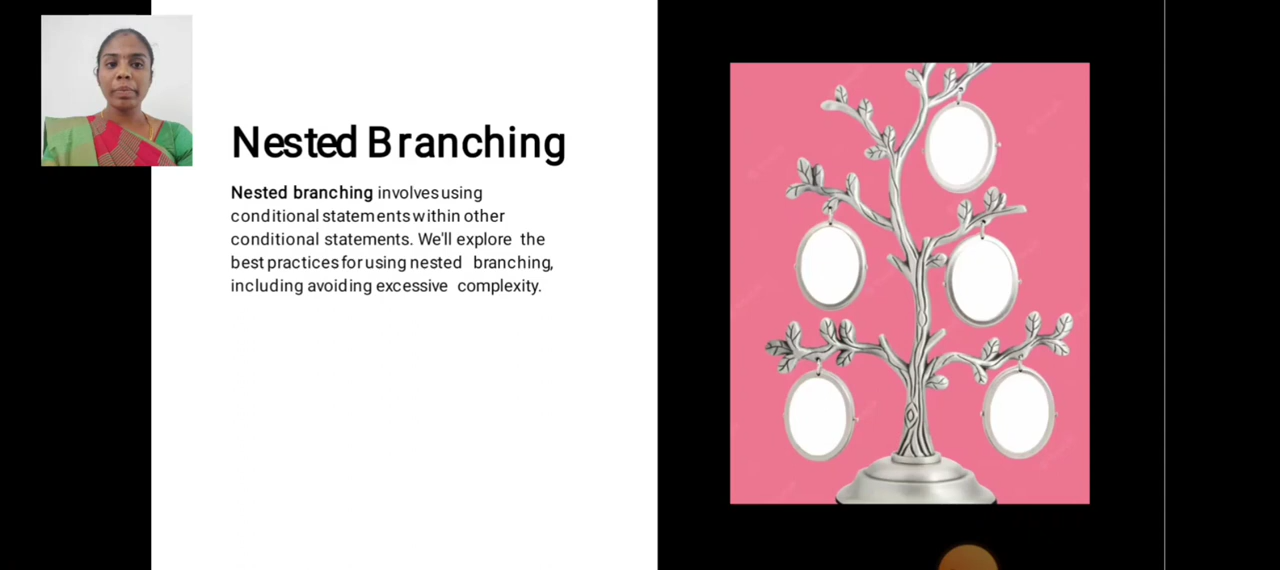 Nested Branching
Nested branching involves using
conditional statements within other
conditional statements. We'll explore the
best practices for using nested branching,
including avoiding excessive complexity.